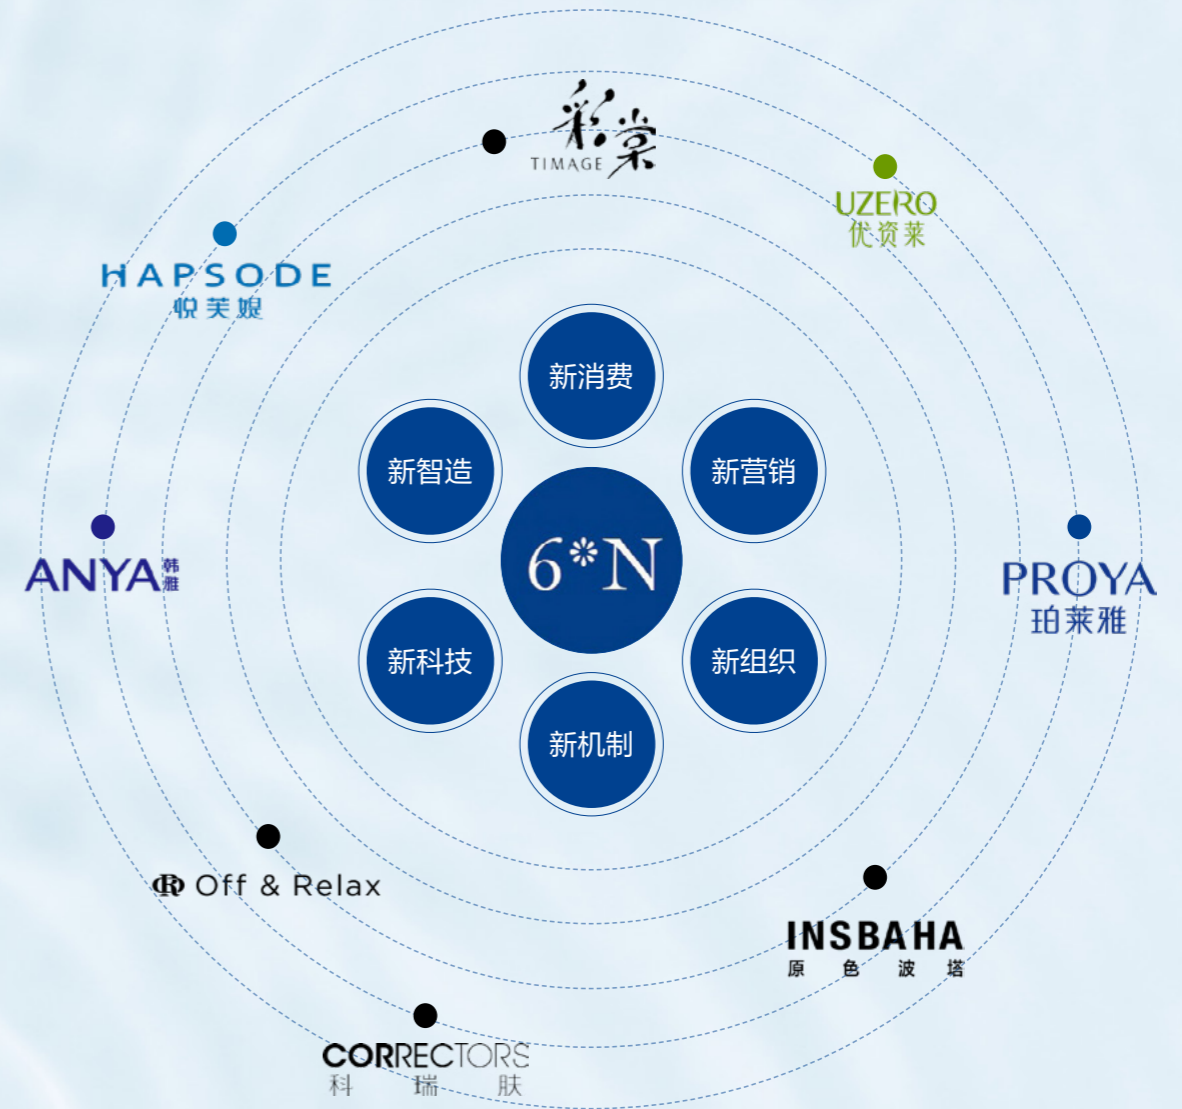 彩棠
TIMAGE
UZERO
优资莱
HAPSODE
悦芙媞
新消费
新智造
新营销
6*N
ANYA 韩雅
PROYA
珀莱雅
新科技
新组织
新机制
Off & Relax
INSBAHA
原色波塔
CORRECTORS
科瑞肤